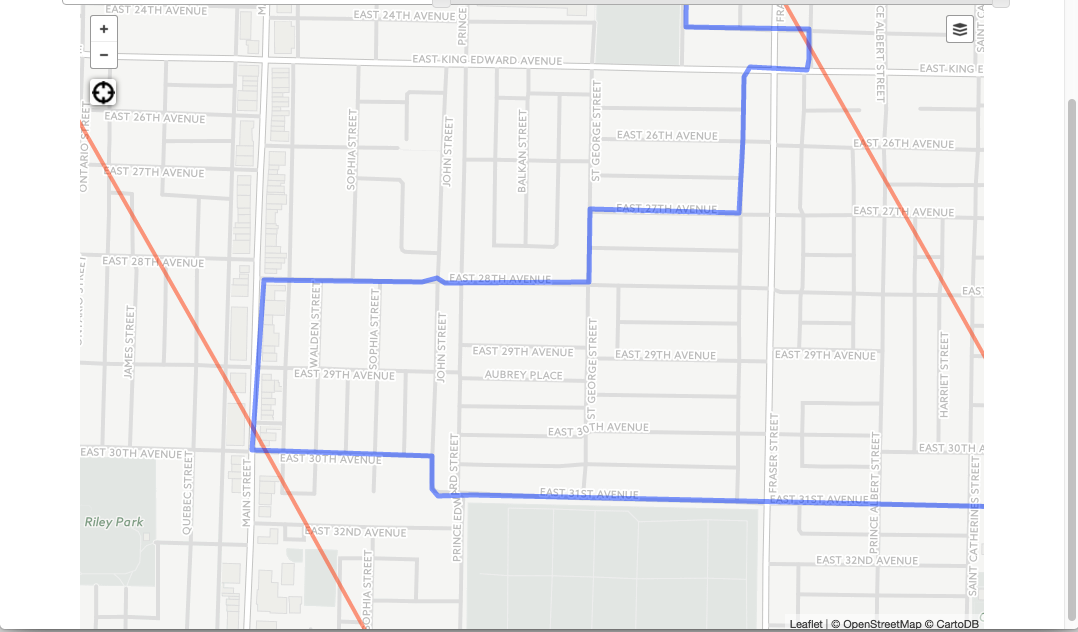 EAST 24TH AVENUE
EAST 24TH AVENUE
PRINCE
FRA
CE ALBERT STREET
SAINT CA
+
−
EAST KING EDWARD AVENUE
EAST KING E
ONTARIO STREET
EAST 26TH AVENUE
SOPHIA STREET
JOHN STREET
BALKAN STREET
ST GEORGE STREET
EAST 26TH AVENUE
EAST 26TH AVENUE
EAST 27TH AVENUE
EAST 27TH AVENUE
EAST 27TH AVENUE
EAST 28TH AVENUE
EAST 28TH AVENUE
EAST
JAMES STREET
WALDEN STREET
SOPHIA STREET
JOHN STREET
ST GEORGE STREET
HARRIET STREET
EAST 29TH AVENUE
EAST 29TH AVENUE
EAST 29TH AVENUE
EAST 29TH AVENUE
AUBREY PLACE
EAST 30TH AVENUE
EAST 30TH AVENUE
EAST 30TH AVENUE
EAST 30TH A
QUEBEC STREET
MAIN STREET
PRINCE EDWARD STREET
FRASER STREET
PRINCE ALBERT STREET
SAINT CATHERINES STREET
EAST 31ST AVENUE
EAST 31ST AVENUE
Riley Park
EAST 32ND AVENUE
EAST 32ND AVENUE
SOPHIA STREET
Leaflet | © OpenStreetMap © CartoDB